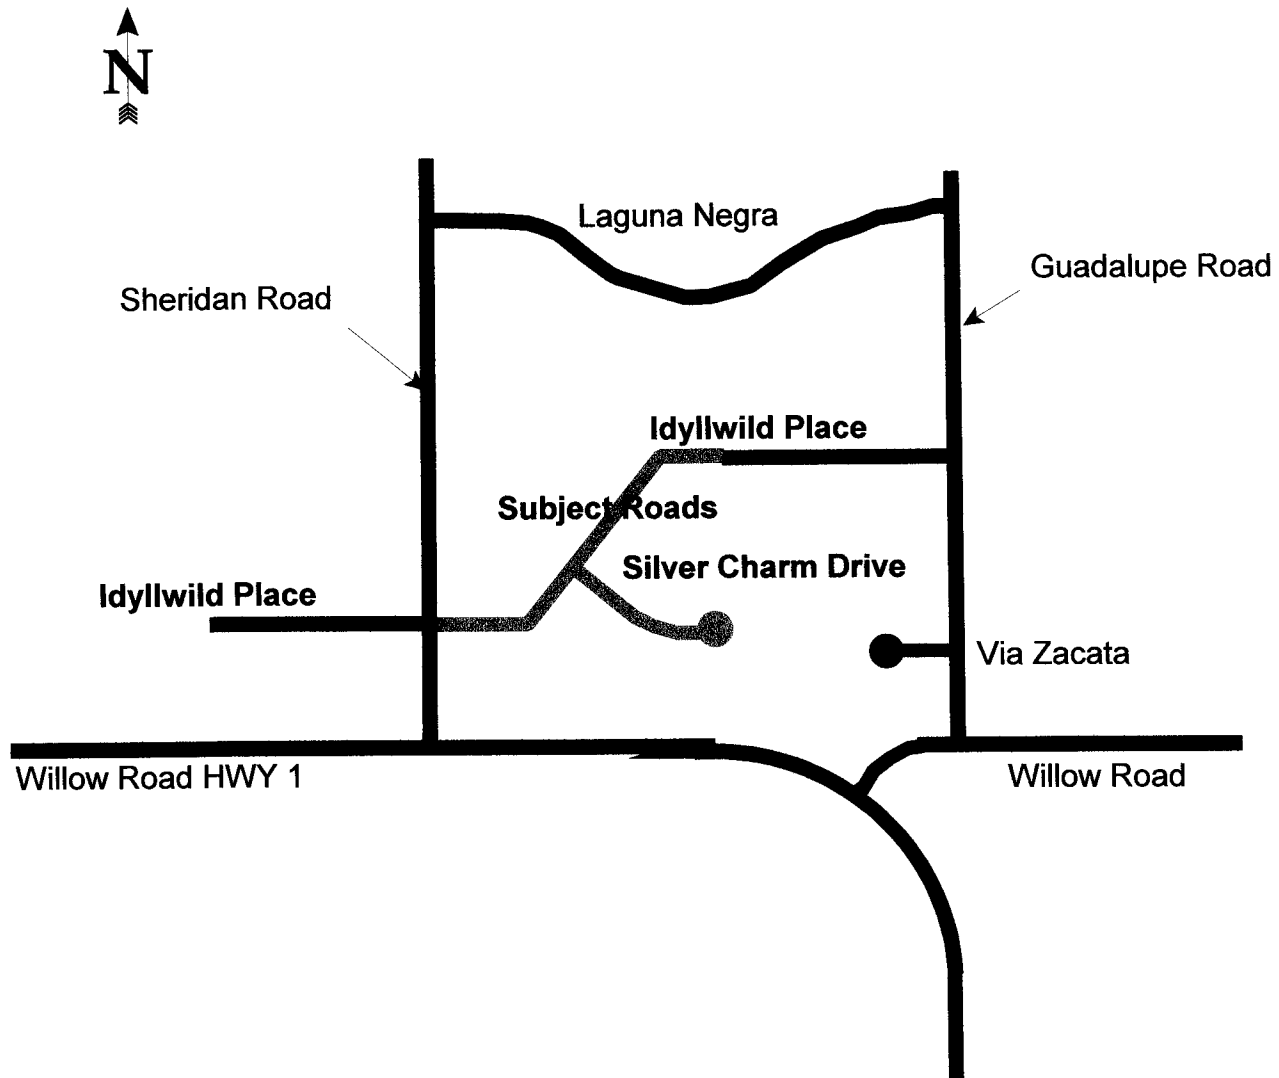 N
Laguna Negra
Guadalupe Road
Sheridan Road
Idyllwild Place
Subject Roads
Silver Charm Drive
Idyllwild Place
Via Zacata
Willow Road HWY 1
Willow Road